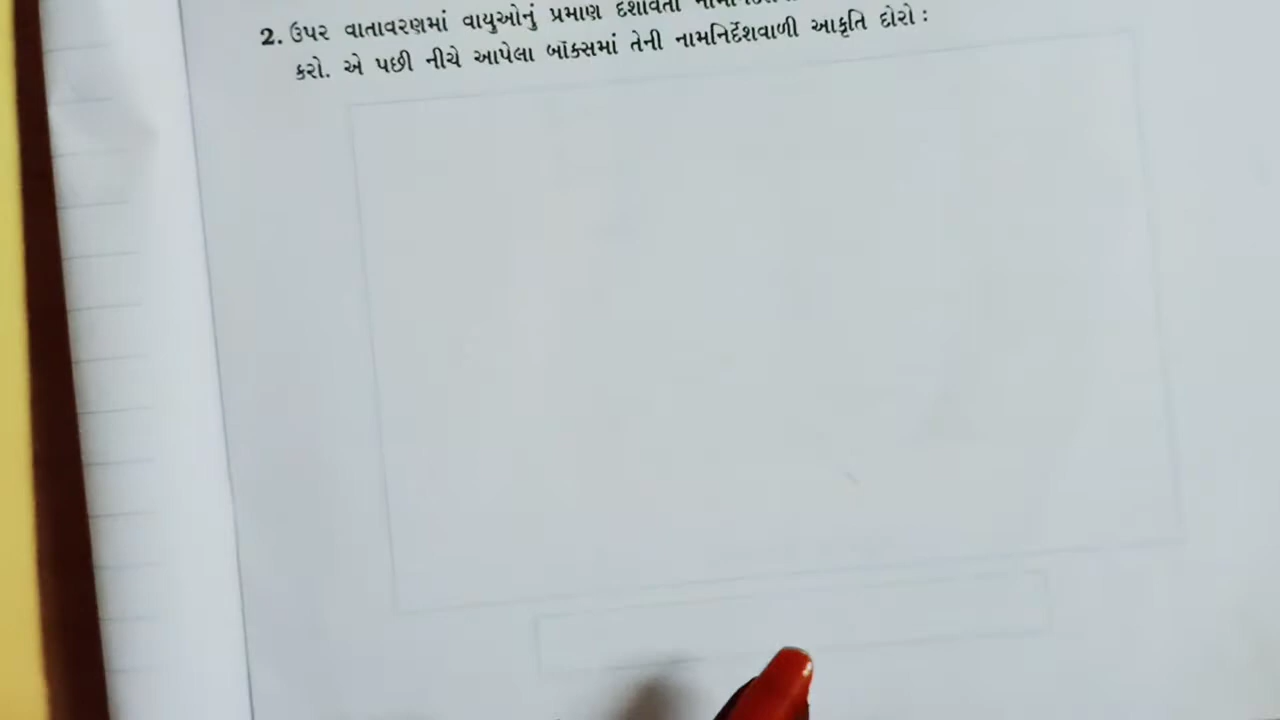 2. ઉપર વાતાવરણમાં વાયુઓનું પ્રમાણ દર્શાવતી
કરો. એ પછી નીચે આપેલા બૉક્સમાં તેની નામનિર્દેશવાળી આકૃતિ દોરો :